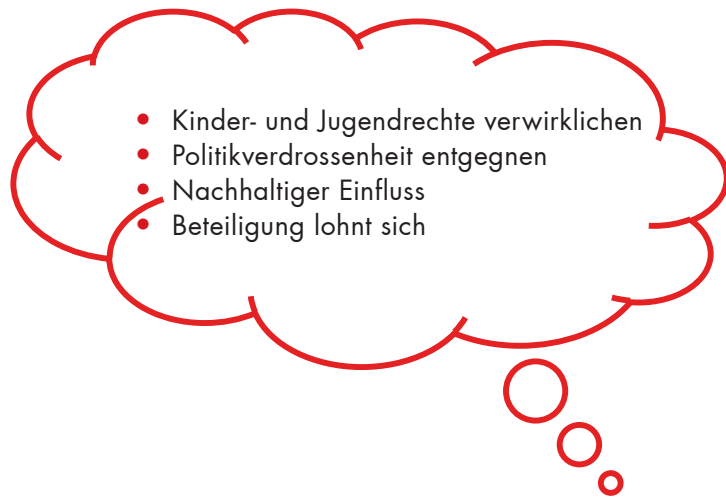 • Kinder- und Jugendrechte verwirklichen
• Politikverdrossenheit entgegnen
• Nachhaltiger Einfluss
• Beteiligung lohnt sich